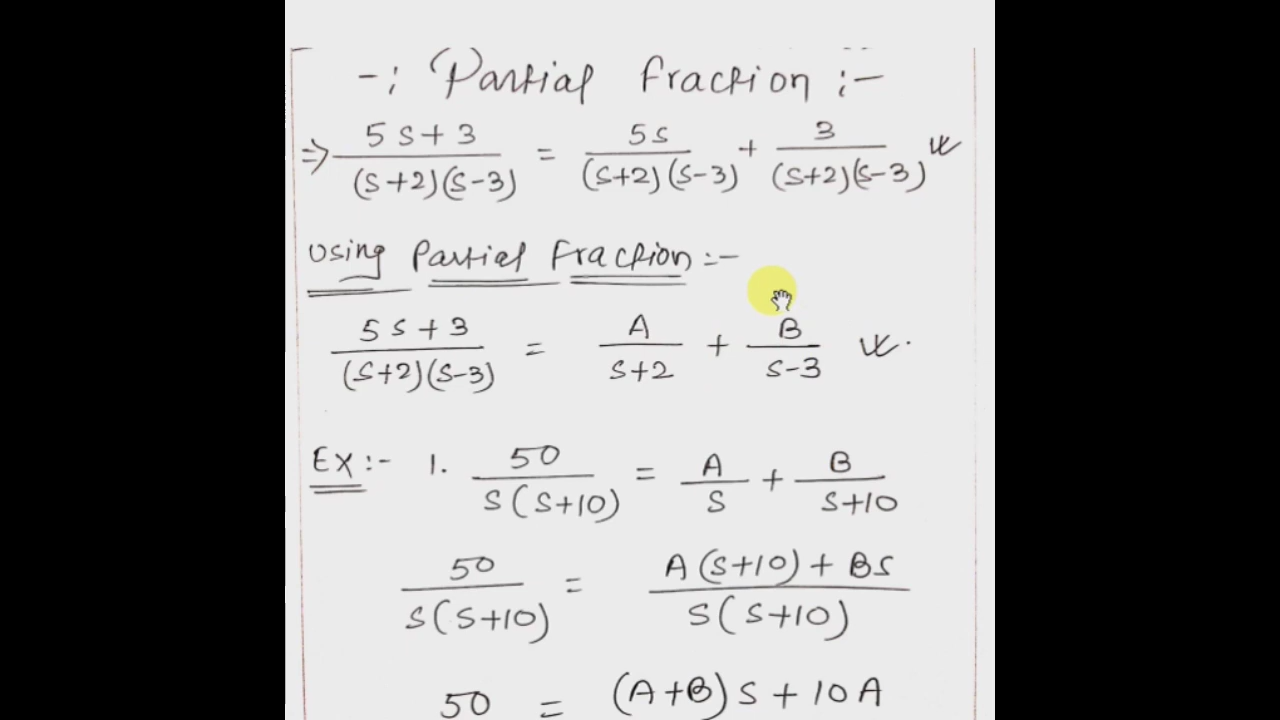 -: Partial Fraction :-
⇒ 5s+3/(s+2)(s-3) = 5s/(s+2)(s-3) + 3/(s+2)(s-3)
Using Partial Fraction :-
5s+3/(s+2)(s-3) = A/s+2 + B/s-3
Ex :- 1. 50/s(s+10) = A/s + B/s+10
50/s(s+10) = A(s+10)+Bs/s(s+10)
50 = (A+B)s+10A